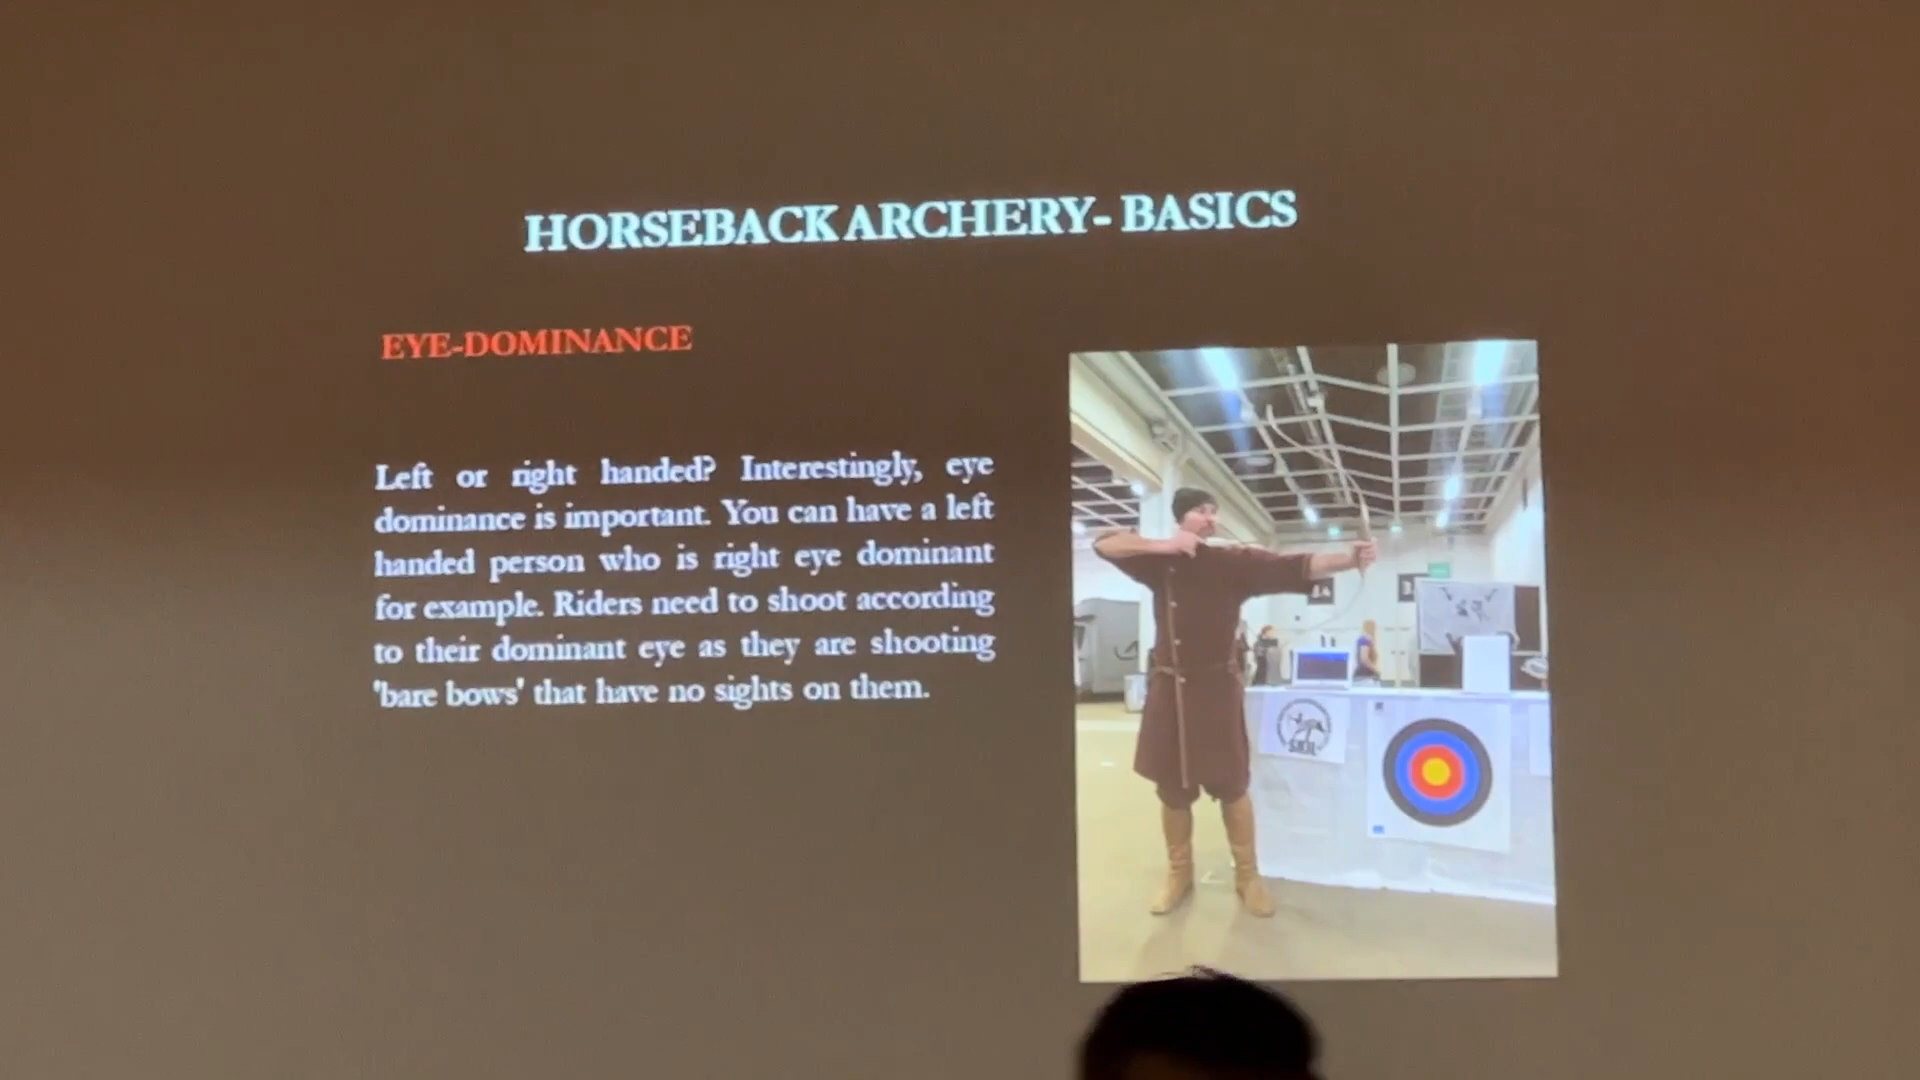 HORSEBACK ARCHERY- BASICS
EYE-DOMINANCE
Left or right handed? Interestingly, eye
dominance is important. You can have a left
handed person who is right eye dominant
for example. Riders need to shoot according
to their dominant eye as they are shooting
'bare bows' that have no sights on them.